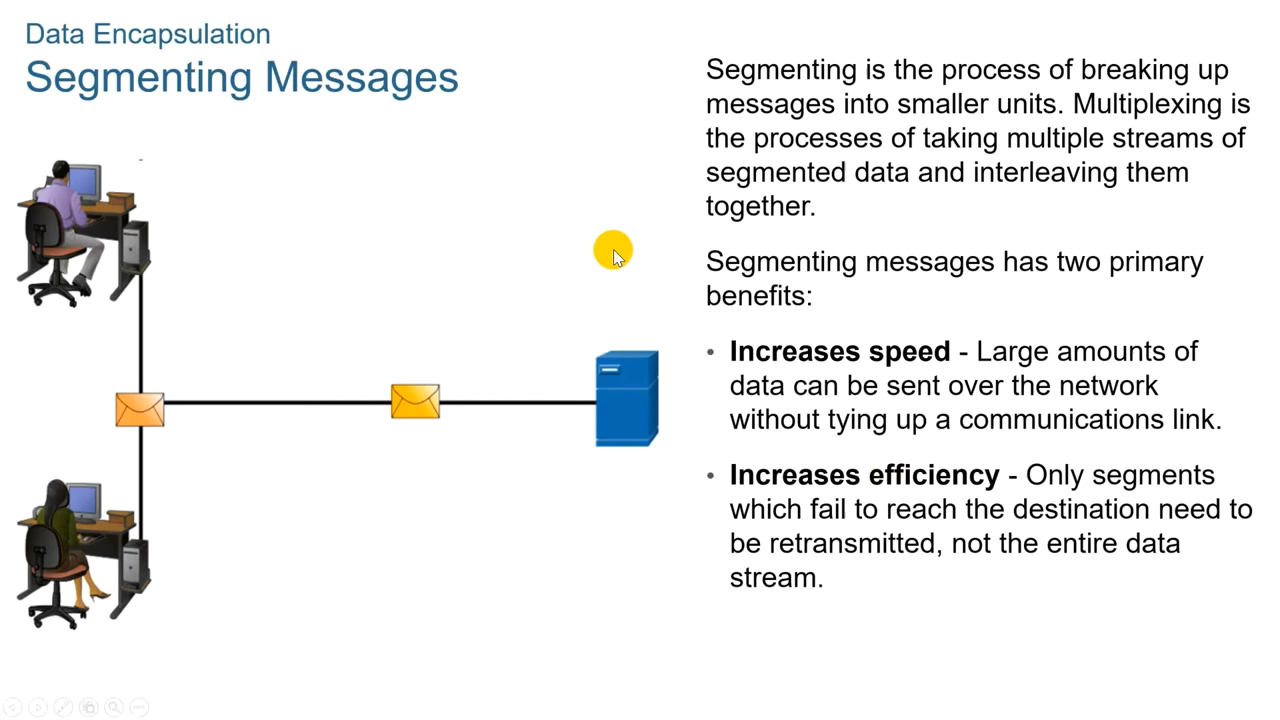 Data Encapsulation
Segmenting Messages
Segmenting is the process of breaking up
messages into smaller units. Multiplexing is
the processes of taking multiple streams of
segmented data and interleaving them
together.
Segmenting messages has two primary
benefits:
• Increases speed - Large amounts of
data can be sent over the network
without tying up a communications link.
• Increases efficiency - Only segments
which fail to reach the destination need to
be retransmitted, not the entire data
stream.